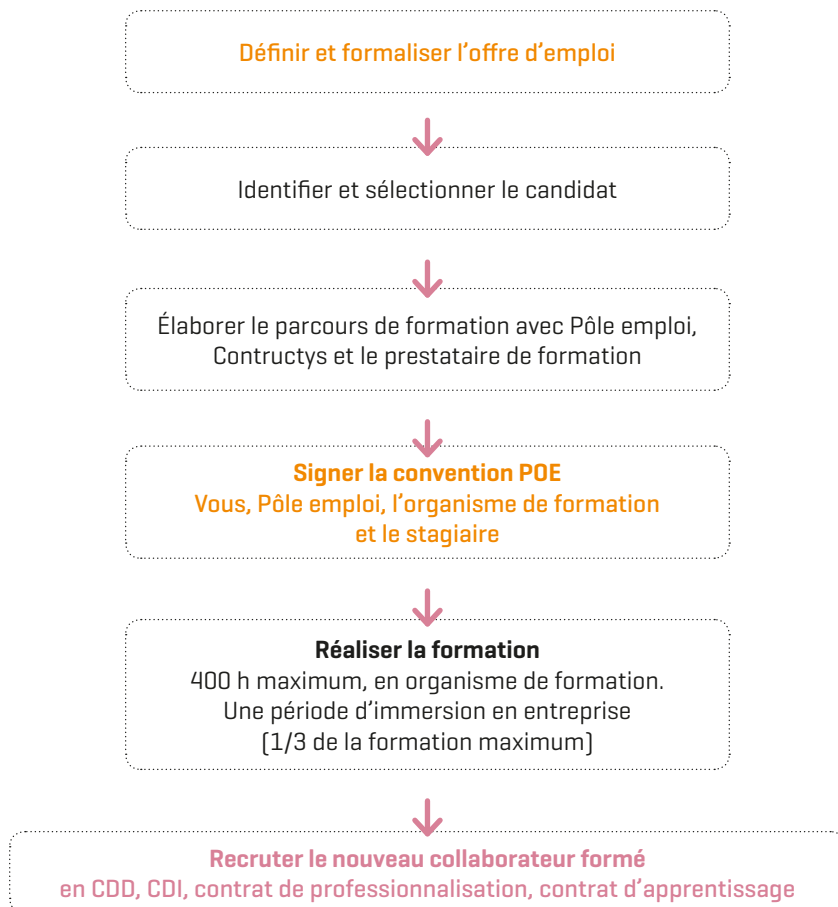 Définir et formaliser l'offre d'emploi
Identifier et sélectionner le candidat
Élaborer le parcours de formation avec Pôle emploi,
Contructys et le prestataire de formation
Signer la convention POE
Vous, Pôle emploi, l'organisme de formation
et le stagiaire
Réaliser la formation
400 h maximum, en organisme de formation.
Une période d'immersion en entreprise
(1/3 de la formation maximum)
Recruter le nouveau collaborateur formé
en CDD, CDI, contrat de professionnalisation, contrat d'apprentissage